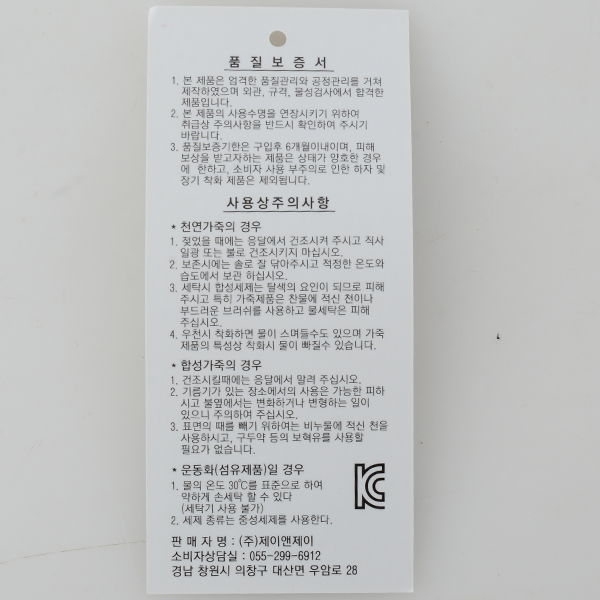 품 질 보 증 서
1. 본 제품은 엄격한 품질관리와 공정관리를 거쳐
제작하였으며 외관, 규격, 물성검사에서 합격한
제품입니다.
2. 본 제품의 사용수명을 연장시키기 위하여
취급상 주의사항을 반드시 확인하여 주시기
바랍니다.
3. 품질보증기한은 구입후 6개월이내이며, 피해
보상을 받고자하는 제품은 상태가 양호한 경우
에 한하고, 소비자 사용 부주의로 인한 하자 및
장기 착화 제품은 제외됩니다.
사용상주의사항
* 천연가죽의 경우
1. 젖었을 때에는 응달에서 건조시켜 주시고 직사
일광 또는 불로 건조시키지 마십시오.
2. 보존시에는 솔로 잘 닦아주시고 적정한 온도와
습도에서 보관 하십시오.
3. 세탁시 합성세제는 탈색의 요인이 되므로 피해
주시고 특히 가죽제품은 찬물에 적신 천이나
부드러운 브러쉬를 사용하고 물세탁은 피해
주십시오.
4. 우천시 착화하면 물이 스며들수도 있으며 가죽
제품의 특성상 착화시 물이 빠질수 있습니다.
* 합성가죽의 경우
1. 건조시킬때에는 응달에서 말려 주십시오.
2. 기름기가 있는 장소에서의 사용은 가능한 피하
시고 불옆에서는 변화하거나 변형하는 일이
있으니 주의하여 주십시오.
3. 표면의 때를 빼기 위하여는 비누물에 적신 천을
사용하시고, 구두약 등의 보혁유를 사용할
필요가 없습니다.
* 운동화(섬유제품)일 경우
1. 물의 온도 30℃를 표준으로 하여
약하게 손세탁 할 수 있다
(세탁기 사용 불가)
2. 세제 종류는 중성세제를 사용한다.
판 매 자 명 : (주)제이앤제이
소비자상담실 : 055-299-6912
경남 창원시 의창구 대산면 우암로 28